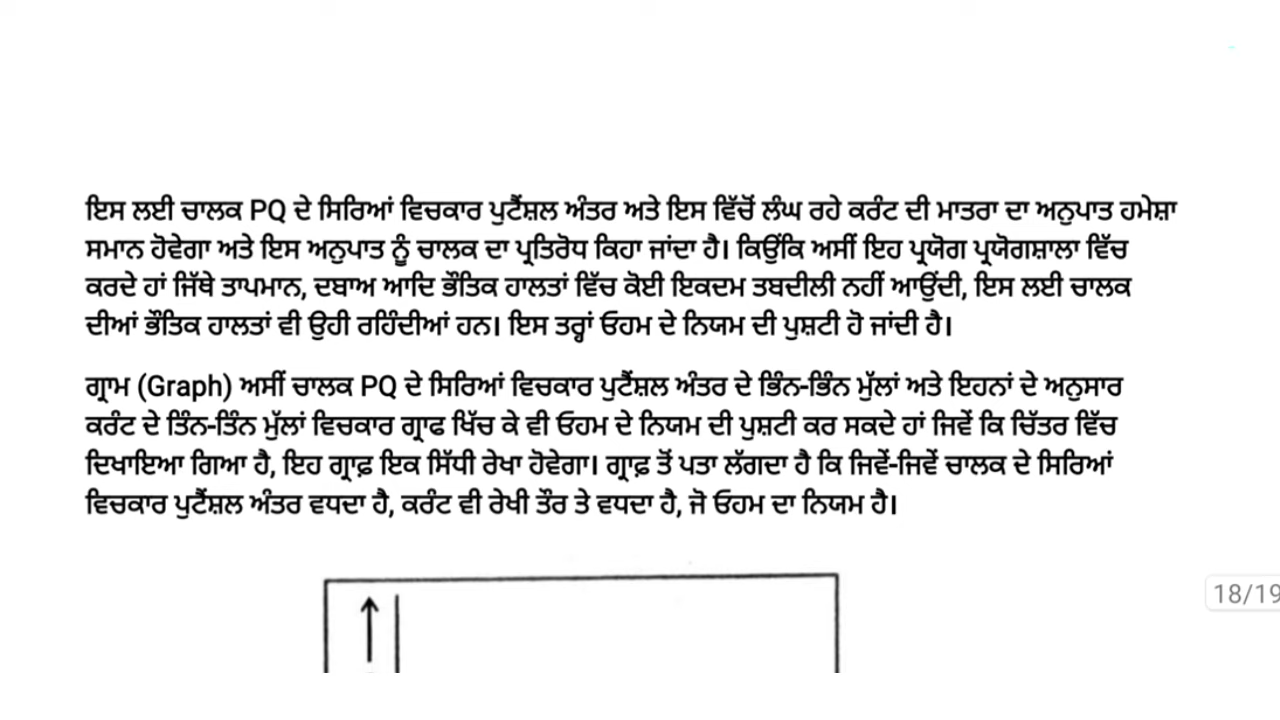 ਇਸ ਲਈ ਚਾਲਕ PQ ਦੇ ਸਿਰਿਆਂ ਵਿਚਕਾਰ ਪੁਟੈਂਸ਼ਲ ਅੰਤਰ ਅਤੇ ਇਸ ਵਿੱਚੋਂ ਲੰਘ ਰਹੇ ਕਰੰਟ ਦੀ ਮਾਤਰਾ ਦਾ ਅਨੁਪਾਤ ਹਮੇਸ਼ਾ
ਸਮਾਨ ਹੋਵੇਗਾ ਅਤੇ ਇਸ ਅਨੁਪਾਤ ਨੂੰ ਚਾਲਕ ਦਾ ਪ੍ਰਤਿਰੋਧ ਕਿਹਾ ਜਾਂਦਾ ਹੈ। ਕਿਉਂਕਿ ਅਸੀਂ ਇਹ ਪ੍ਰਯੋਗ ਪ੍ਰਯੋਗਸ਼ਾਲਾ ਵਿੱਚ
ਕਰਦੇ ਹਾਂ ਜਿੱਥੇ ਤਾਪਮਾਨ, ਦਬਾਅ ਆਦਿ ਭੌਤਿਕ ਹਾਲਤਾਂ ਵਿੱਚ ਕੋਈ ਇਕਦਮ ਤਬਦੀਲੀ ਨਹੀਂ ਆਉਂਦੀ, ਇਸ ਲਈ ਚਾਲਕ
ਦੀਆਂ ਭੌਤਿਕ ਹਾਲਤਾਂ ਵੀ ਉਹੀ ਰਹਿੰਦੀਆਂ ਹਨ। ਇਸ ਤਰ੍ਹਾਂ ਓਹਮ ਦੇ ਨਿਯਮ ਦੀ ਪੁਸ਼ਟੀ ਹੋ ਜਾਂਦੀ ਹੈ।
ਗ੍ਰਾਮ (Graph) ਅਸੀਂ ਚਾਲਕ PQ ਦੇ ਸਿਰਿਆਂ ਵਿਚਕਾਰ ਪੁਟੈਂਸ਼ਲ ਅੰਤਰ ਦੇ ਭਿੰਨ-ਭਿੰਨ ਮੁੱਲਾਂ ਅਤੇ ਇਹਨਾਂ ਦੇ ਅਨੁਸਾਰ
ਕਰੰਟ ਦੇ ਤਿੰਨ-ਤਿੰਨ ਮੁੱਲਾਂ ਵਿਚਕਾਰ ਗ੍ਰਾਫ ਖਿੱਚ ਕੇ ਵੀ ਓਹਮ ਦੇ ਨਿਯਮ ਦੀ ਪੁਸ਼ਟੀ ਕਰ ਸਕਦੇ ਹਾਂ ਜਿਵੇਂ ਕਿ ਚਿੱਤਰ ਵਿੱਚ
ਦਿਖਾਇਆ ਗਿਆ ਹੈ, ਇਹ ਗ੍ਰਾਫ਼ ਇਕ ਸਿੱਧੀ ਰੇਖਾ ਹੋਵੇਗਾ। ਗ੍ਰਾਫ਼ ਤੋਂ ਪਤਾ ਲੱਗਦਾ ਹੈ ਕਿ ਜਿਵੇਂ-ਜਿਵੇਂ ਚਾਲਕ ਦੇ ਸਿਰਿਆਂ
ਵਿਚਕਾਰ ਪੁਟੈਂਸ਼ਲ ਅੰਤਰ ਵਧਦਾ ਹੈ, ਕਰੰਟ ਵੀ ਰੇਖੀ ਤੌਰ ਤੇ ਵਧਦਾ ਹੈ, ਜੋ ਓਹਮ ਦਾ ਨਿਯਮ ਹੈ।
18/19